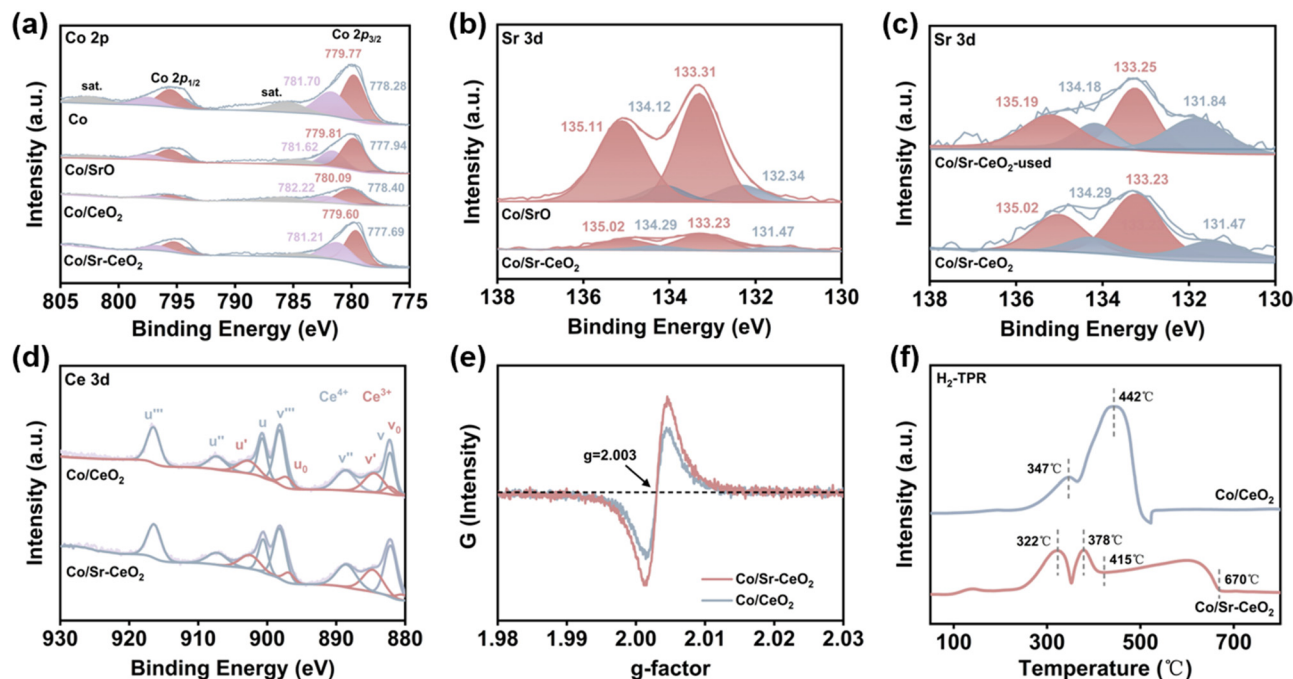 (a)
Co 2p
Co 2p3/2
779.77
781.70
778.28
sat.
Co 2p1/2
sat.
Co
779.81
781.62
777.94
Co/SrO
780.09
782.22
778.40
Co/CeO2
779.60
781.21
777.69
Co/Sr-CeO2
805 800 795 790 785 780 775
Binding Energy (eV)
Intensity (a.u.)
(b)
Sr 3d
133.31
134.12
135.11
132.34
Co/SrO
135.02 134.29 133.23 131.47
Co/Sr-CeO2
138 136 134 132 130
Binding Energy (eV)
Intensity (a.u.)
(c)
Sr 3d
133.25
134.18
135.19
131.84
Co/Sr-CeO2-used
133.23
134.29
135.02
131.47
Co/Sr-CeO2
138 136 134 132 130
Binding Energy (eV)
Intensity (a.u.)
(d)
Ce 3d
Ce4+ Ce3+
u''' u'' u' u v''' u0 v'' v' v v0
Co/CeO2
Co/Sr-CeO2
930 920 910 900 890 880
Binding Energy (eV)
Intensity (a.u.)
(e)
g=2.003
Co/Sr-CeO2
Co/CeO2
1.98 1.99 2.00 2.01 2.02 2.03
g-factor
G (Intensity)
(f)
H2-TPR
442℃
347℃
Co/CeO2
322℃ 378℃
415℃
670℃
Co/Sr-CeO2
100 300 500 700
Temperature (℃)
Intensity (a.u.)